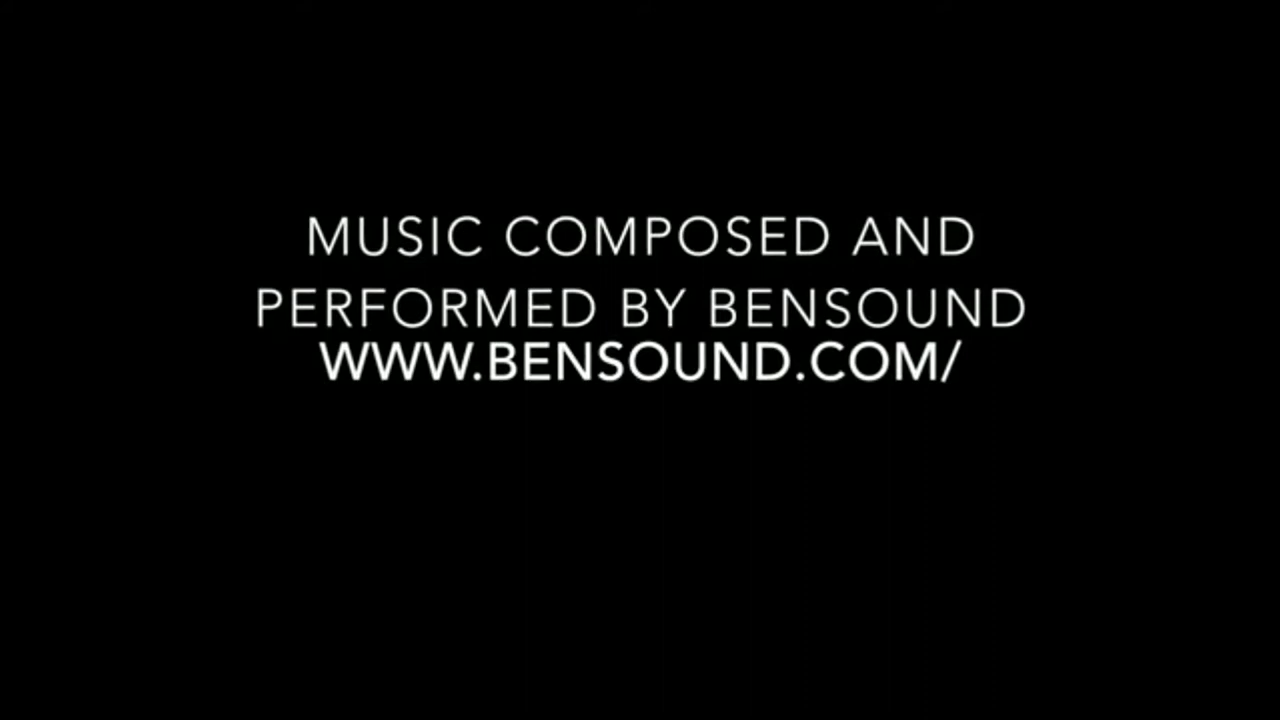 MUSIC COMPOSED AND
PERFORMED BY BENSOUND
WWW.BENSOUND.COM/